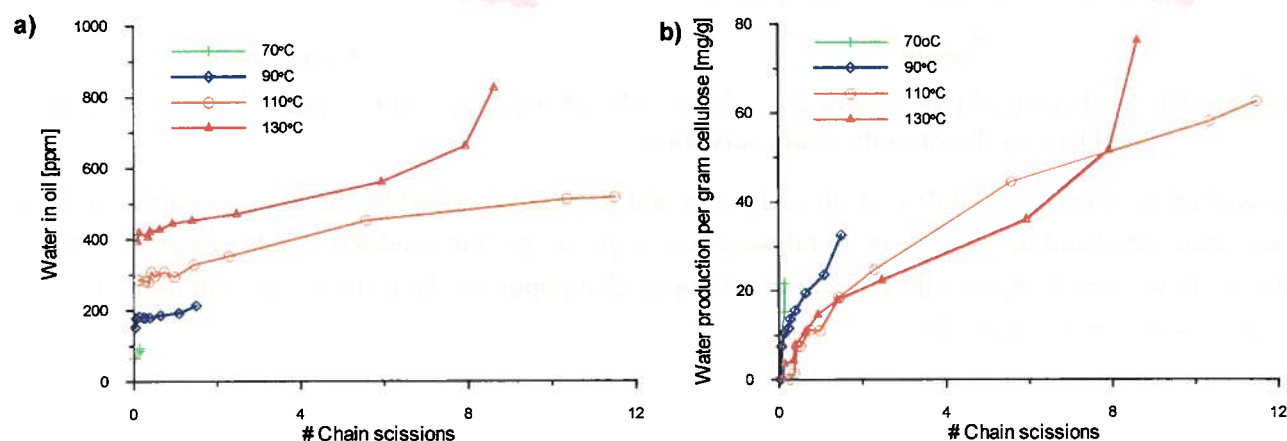 a)
1000
800
600
400
200
0
Water in oil [ppm]
70°C
90°C
110°C
130°C
0 4 8 12
# Chain scissions
b)
80
60
40
20
0
Water production per gram cellulose [mg/g]
70oC
90°C
110°C
130°C
0 4 8 12
# Chain scissions